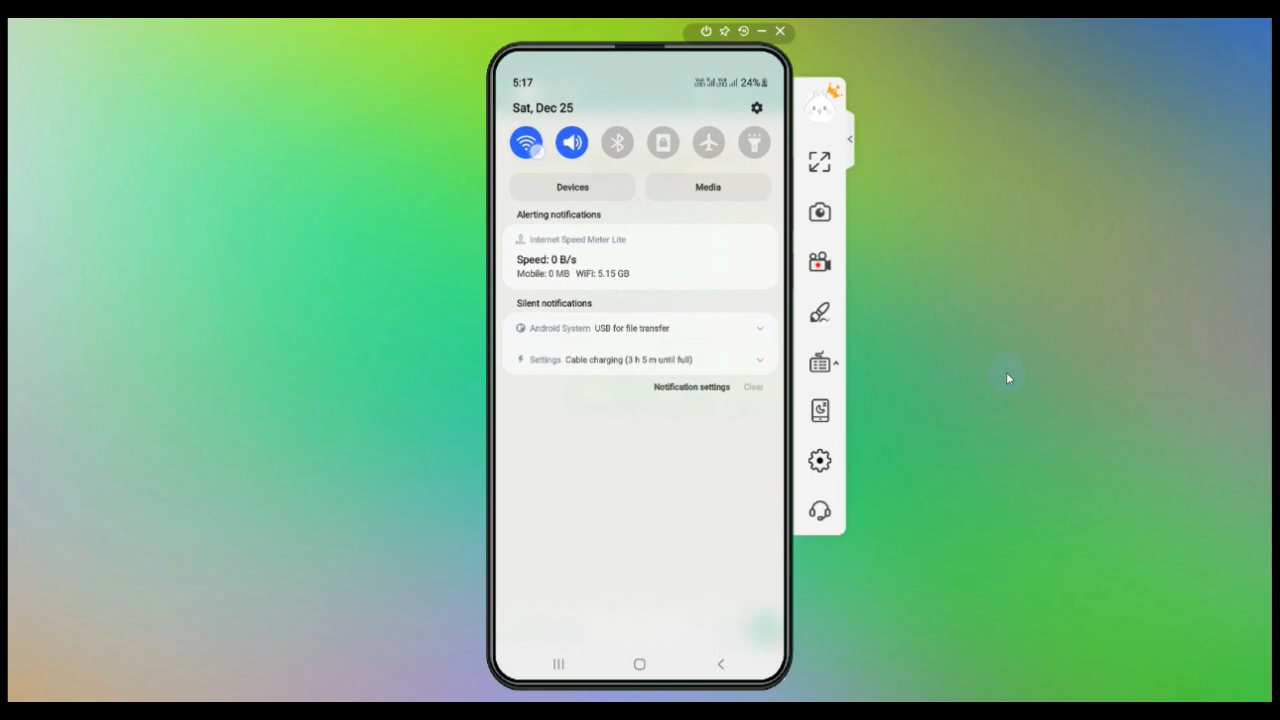 5:17
24%
Sat, Dec 25
Devices
Media
Alerting notifications
Internet Speed Meter Lite
Speed: 0 B/s
Mobile: 0 MB WiFi: 5.15 GB
Silent notifications
Android System USB for file transfer
Settings Cable charging (3 h 5 m until full)
Notification settings Clear